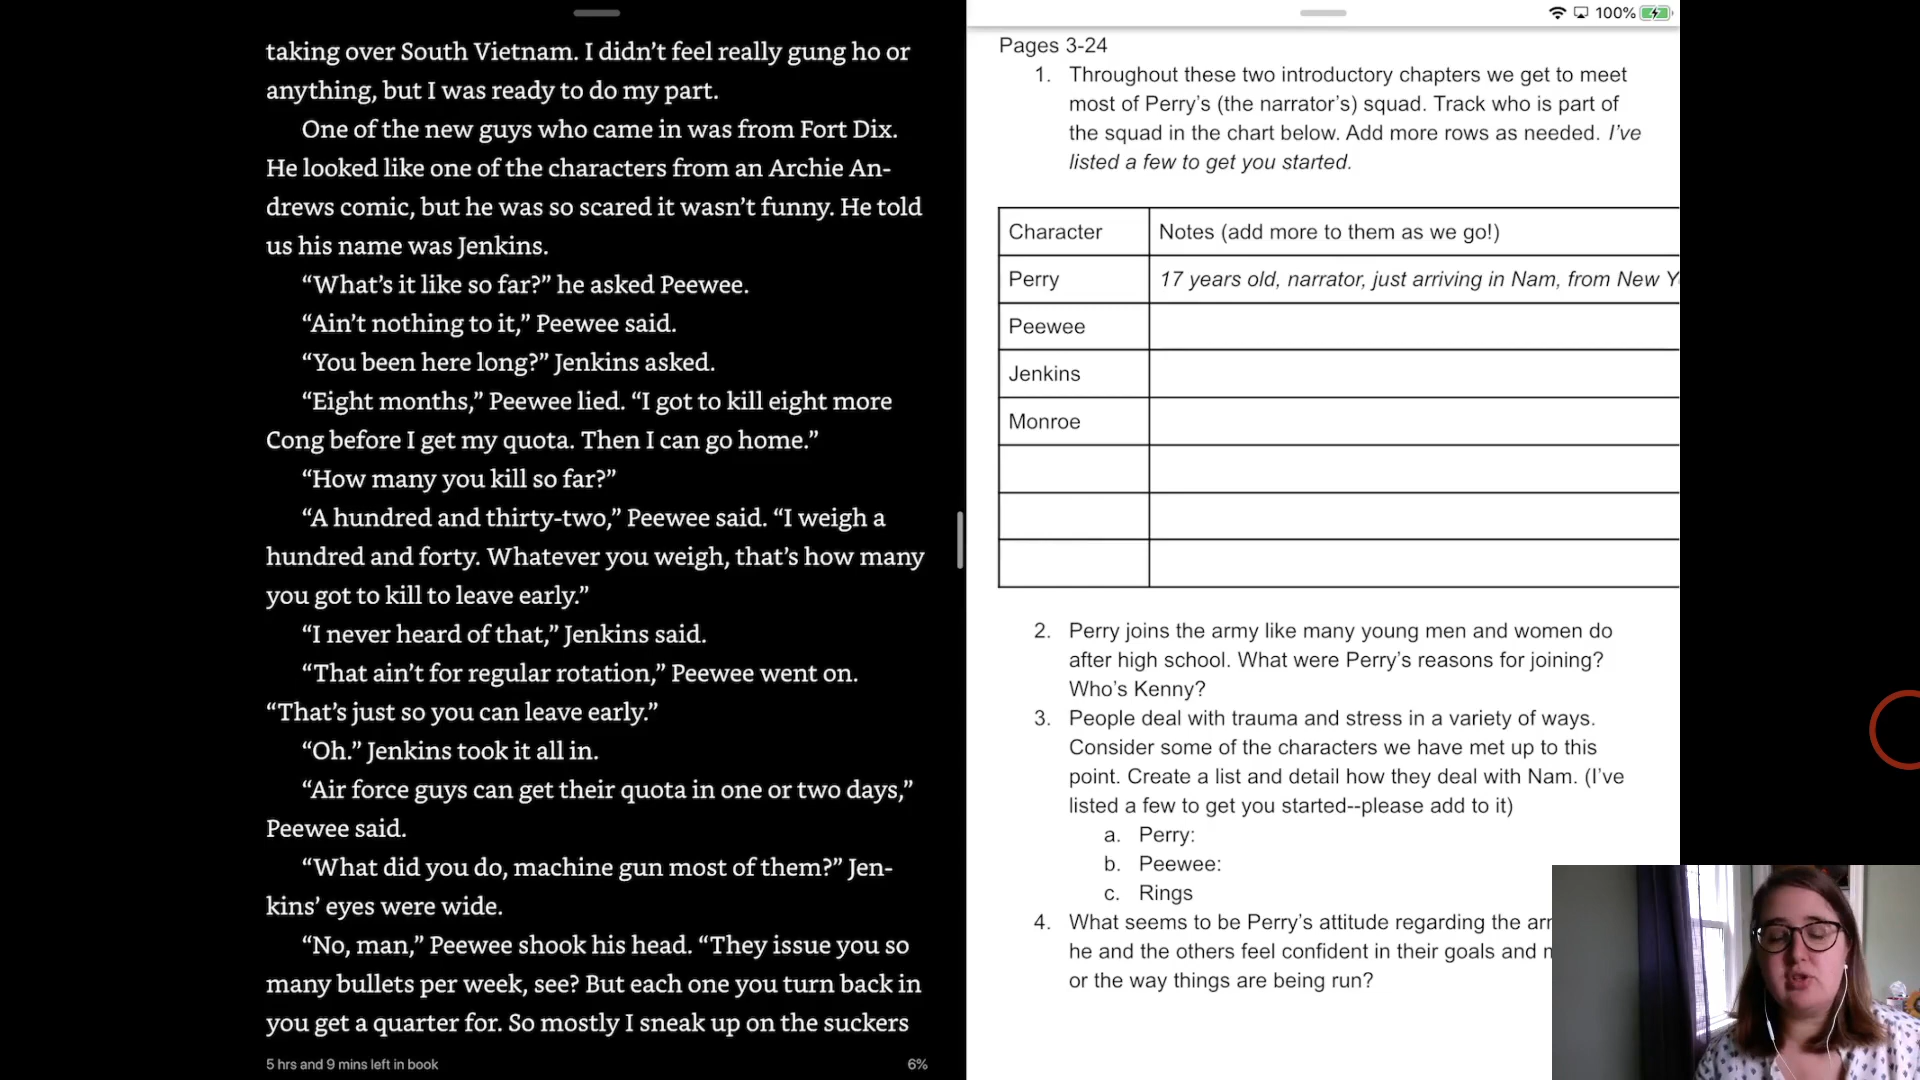 taking over South Vietnam. I didn’t feel really gung ho or
anything, but I was ready to do my part.
One of the new guys who came in was from Fort Dix.
He looked like one of the characters from an Archie An-
drews comic, but he was so scared it wasn’t funny. He told
us his name was Jenkins.
“What’s it like so far?” he asked Peewee.
“Ain’t nothing to it,” Peewee said.
“You been here long?” Jenkins asked.
“Eight months,” Peewee lied. “I got to kill eight more
Cong before I get my quota. Then I can go home.”
“How many you kill so far?”
“A hundred and thirty-two,” Peewee said. “I weigh a
hundred and forty. Whatever you weigh, that’s how many
you got to kill to leave early.”
“I never heard of that,” Jenkins said.
“That ain’t for regular rotation,” Peewee went on.
“That’s just so you can leave early.”
“Oh.” Jenkins took it all in.
“Air force guys can get their quota in one or two days,”
Peewee said.
“What did you do, machine gun most of them?” Jen-
kins’ eyes were wide.
“No, man,” Peewee shook his head. “They issue you so
many bullets per week, see? But each one you turn back in
you get a quarter for. So mostly I sneak up on the suckers
5 hrs and 9 mins left in book
6%
100%
Pages 3-24
1. Throughout these two introductory chapters we get to meet
most of Perry’s (the narrator’s) squad. Track who is part of
the squad in the chart below. Add more rows as needed. I’ve
listed a few to get you started.
Character Notes (add more to them as we go!)
Perry 17 years old, narrator, just arriving in Nam, from New Y
Peewee
Jenkins
Monroe
2. Perry joins the army like many young men and women do
after high school. What were Perry’s reasons for joining?
Who’s Kenny?
3. People deal with trauma and stress in a variety of ways.
Consider some of the characters we have met up to this
point. Create a list and detail how they deal with Nam. (I’ve
listed a few to get you started--please add to it)
a. Perry:
b. Peewee:
c. Rings
4. What seems to be Perry’s attitude regarding the
he and the others feel confident in their goals and
or the way things are being run?